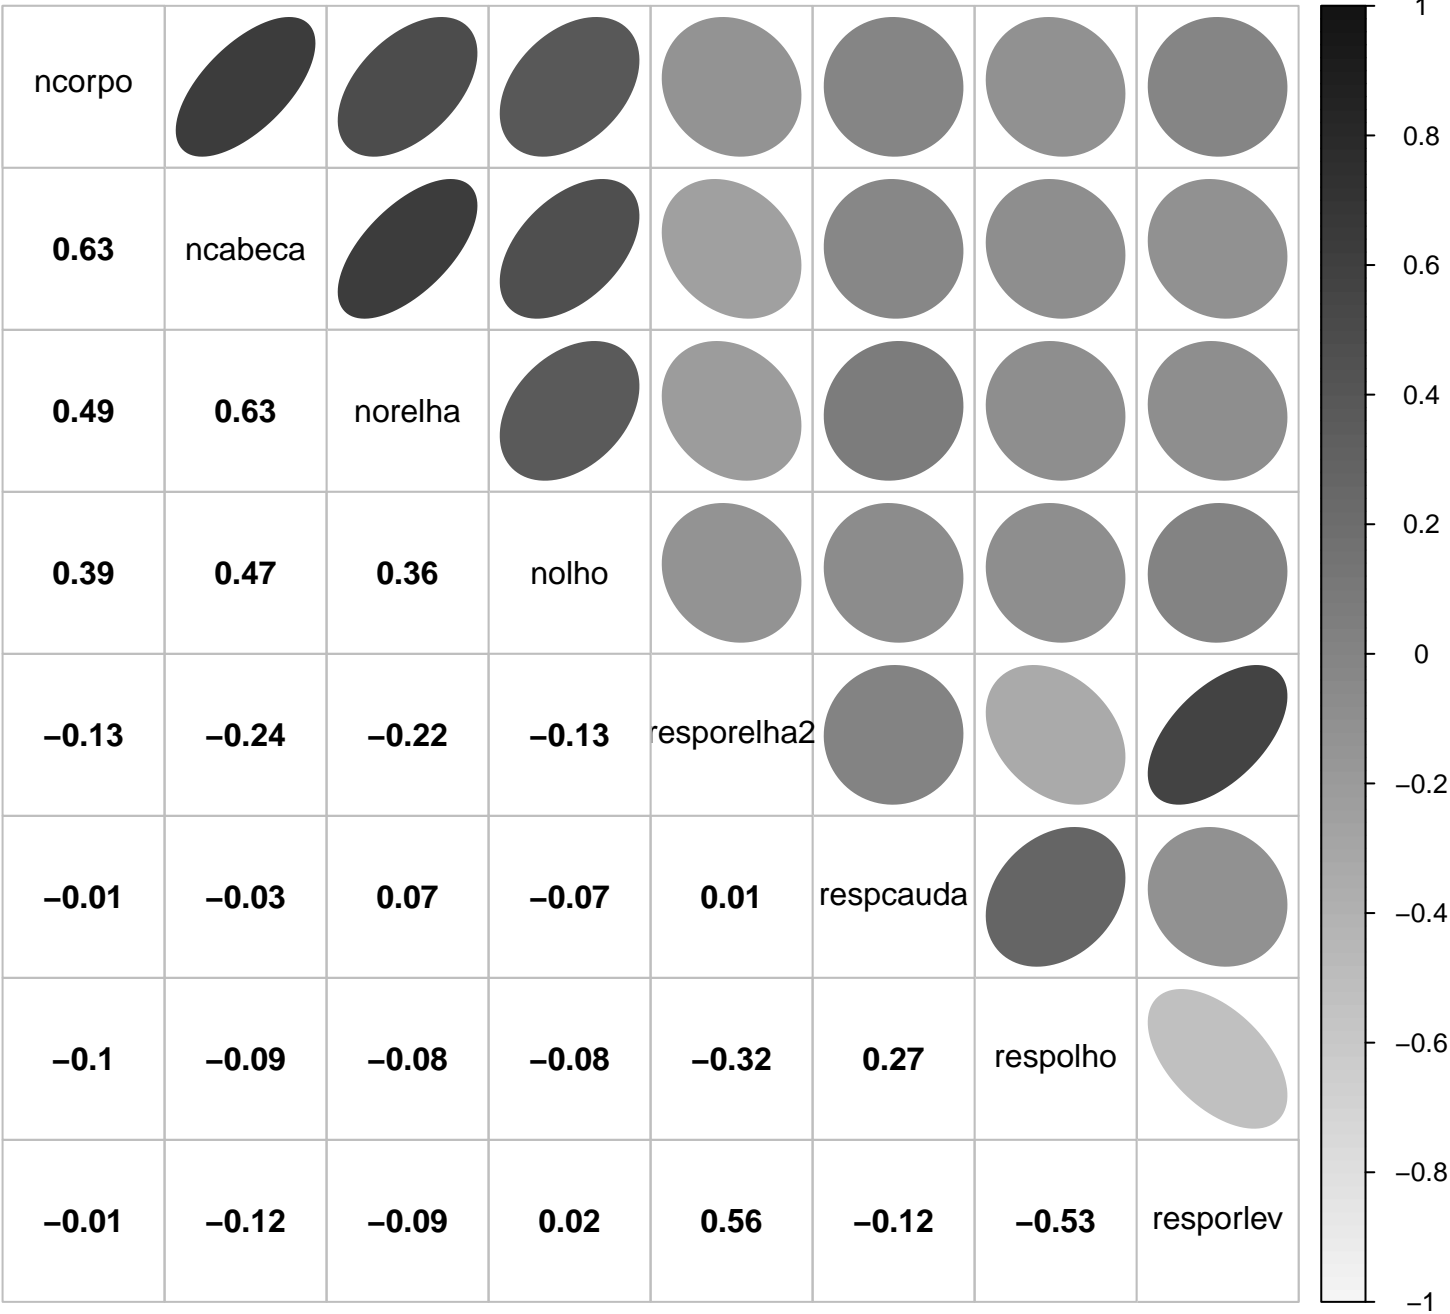 ncorpo
0.63 ncabeca
0.49 0.63 norelha
0.39 0.47 0.36 nolho
−0.13 −0.24 −0.22 −0.13 resporelha2
−0.01 −0.03 0.07 −0.07 0.01 respcauda
−0.1 −0.09 −0.08 −0.08 −0.32 0.27 respolho
−0.01 −0.12 −0.09 0.02 0.56 −0.12 −0.53 resporlev
1
0.8
0.6
0.4
0.2
0
−0.2
−0.4
−0.6
−0.8
−1